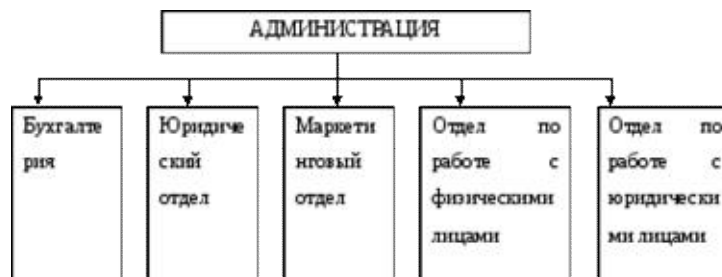 АДМИНИСТРАЦИЯ
Бухгалте
рия
Юридиче
ский
отдел
Маркети
нговый
отдел
Отдел по
работе с
физическими
лицами
Отдел по
работе с
юридически
ми лицами